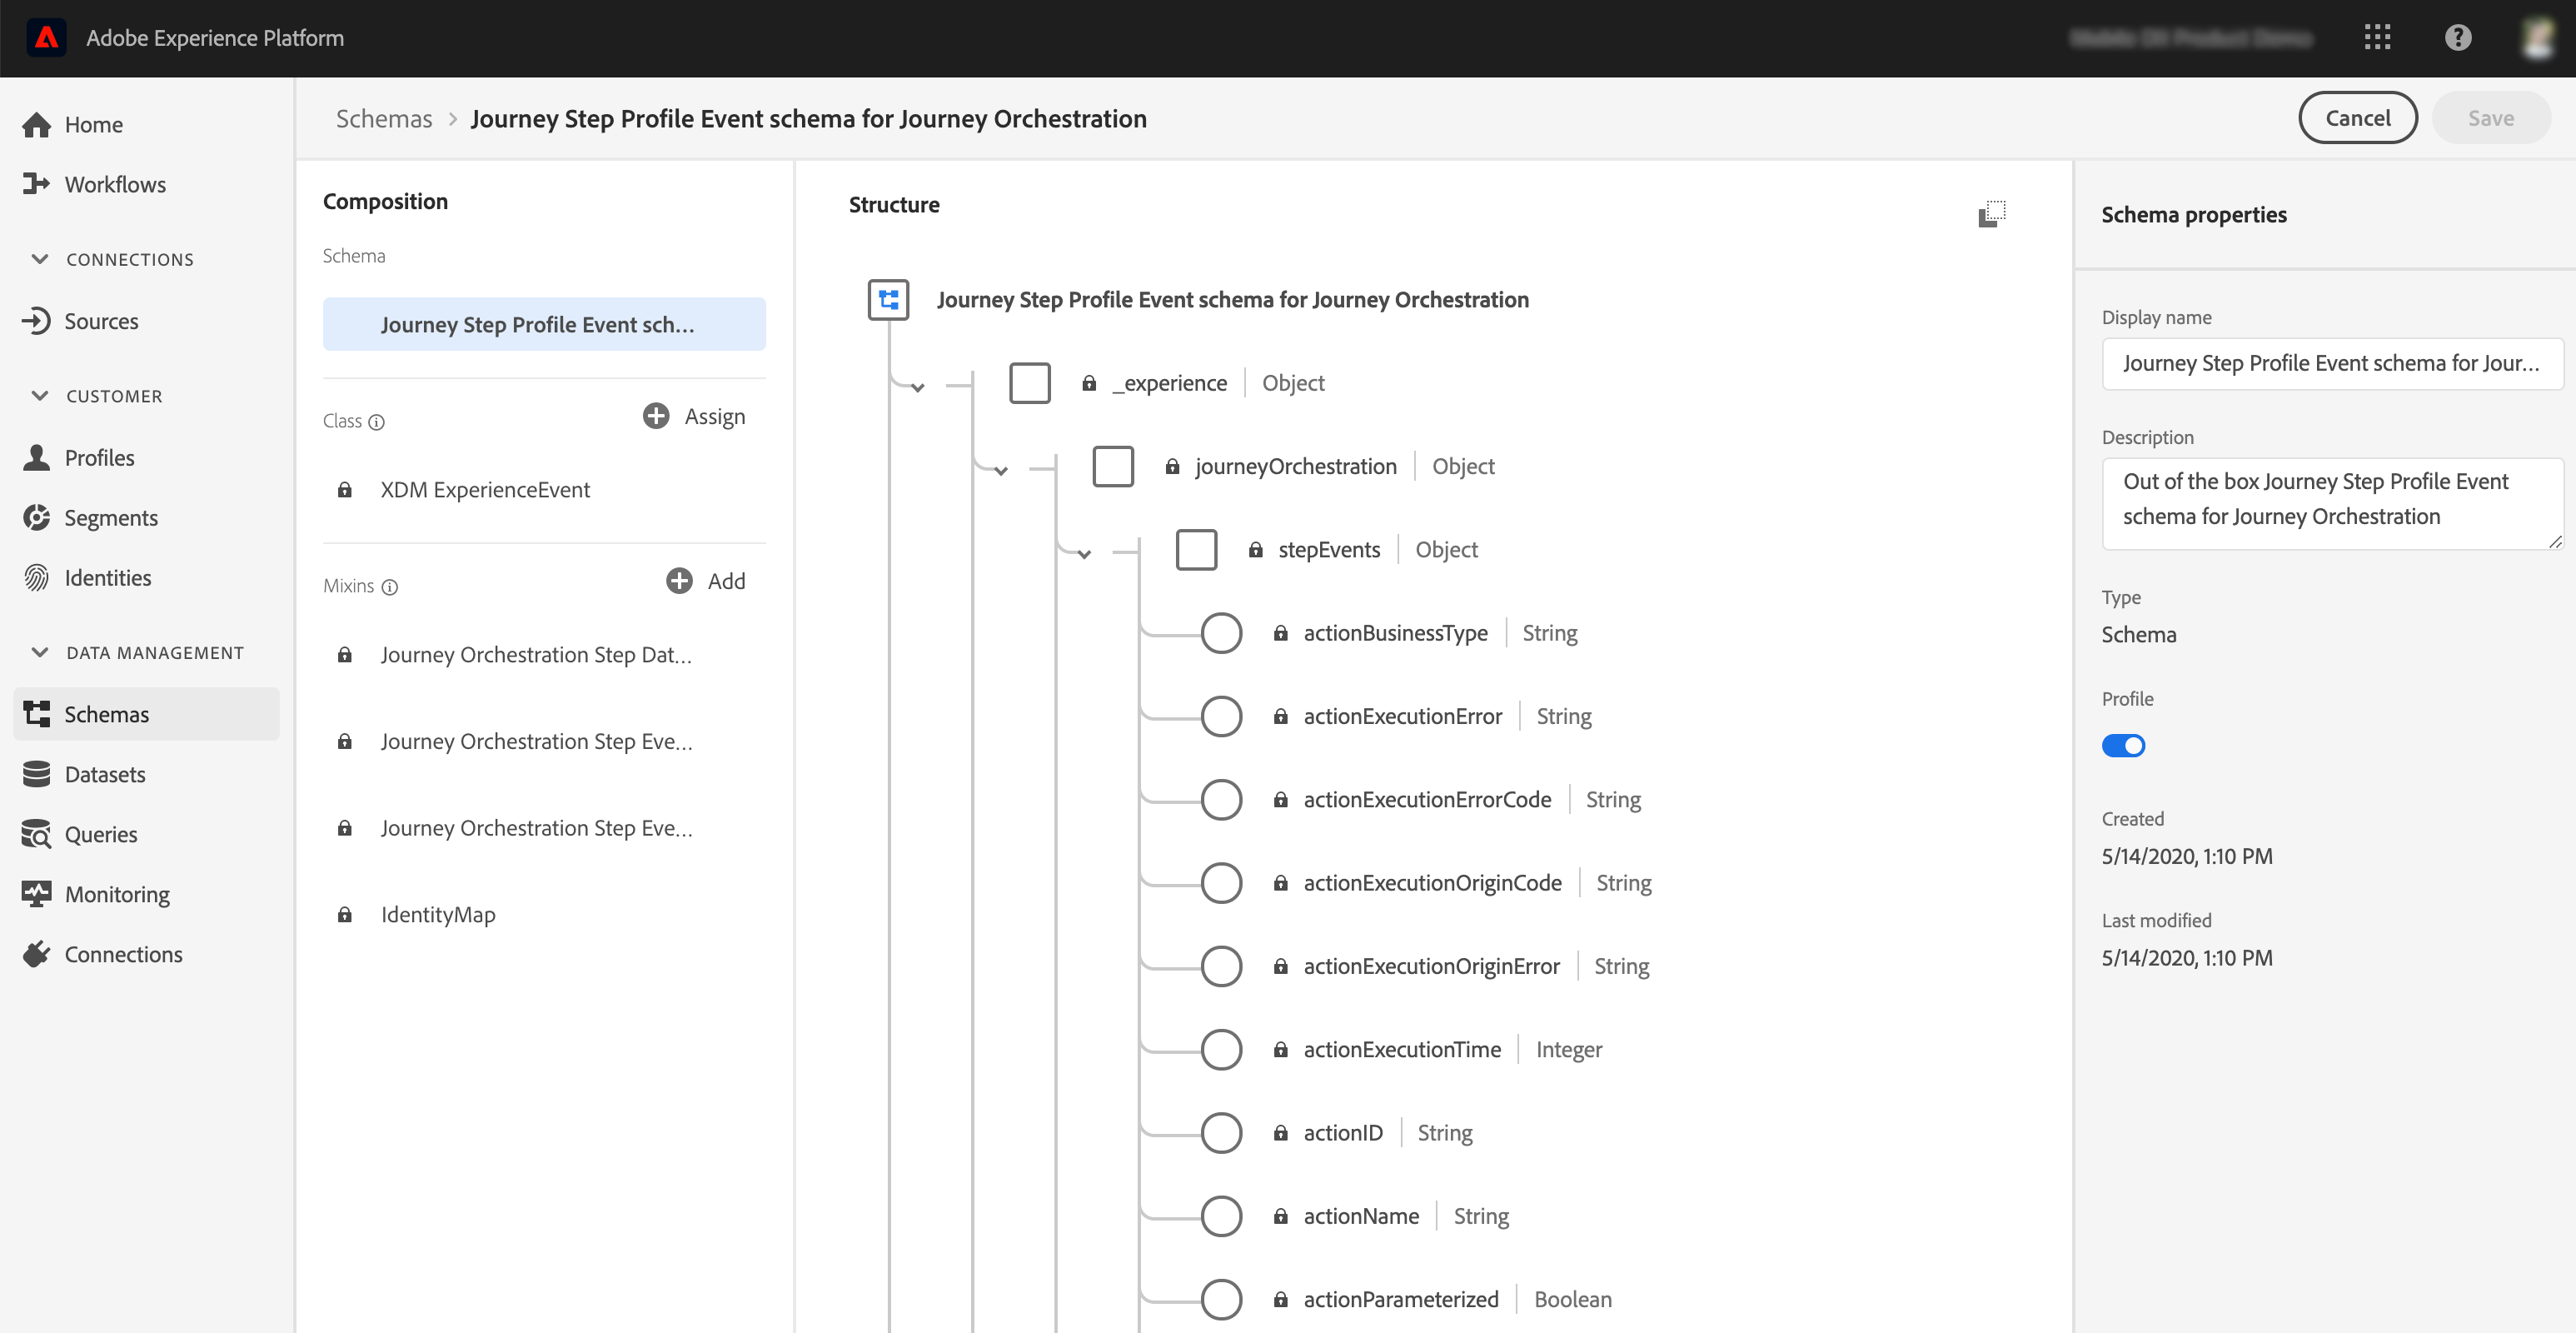 Adobe Experience Platform
Home
Workflows
CONNECTIONS
Sources
CUSTOMER
Profiles
Segments
Identities
DATA MANAGEMENT
Schemas
Datasets
Queries
Monitoring
Connections
Schemas > Journey Step Profile Event schema for Journey Orchestration
Cancel
Save
Composition
Schema
Journey Step Profile Event sch...
Class
Assign
XDM ExperienceEvent
Mixins
Add
Journey Orchestration Step Dat...
Journey Orchestration Step Eve...
Journey Orchestration Step Eve...
IdentityMap
Structure
Journey Step Profile Event schema for Journey Orchestration
_experience | Object
journeyOrchestration | Object
stepEvents | Object
actionBusinessType | String
actionExecutionError | String
actionExecutionErrorCode | String
actionExecutionOriginCode | String
actionExecutionOriginError | String
actionExecutionTime | Integer
actionID | String
actionName | String
actionParameterized | Boolean
Schema properties
Display name
Journey Step Profile Event schema for Jour...
Description
Out of the box Journey Step Profile Event
schema for Journey Orchestration
Type
Schema
Profile
Created
5/14/2020, 1:10 PM
Last modified
5/14/2020, 1:10 PM